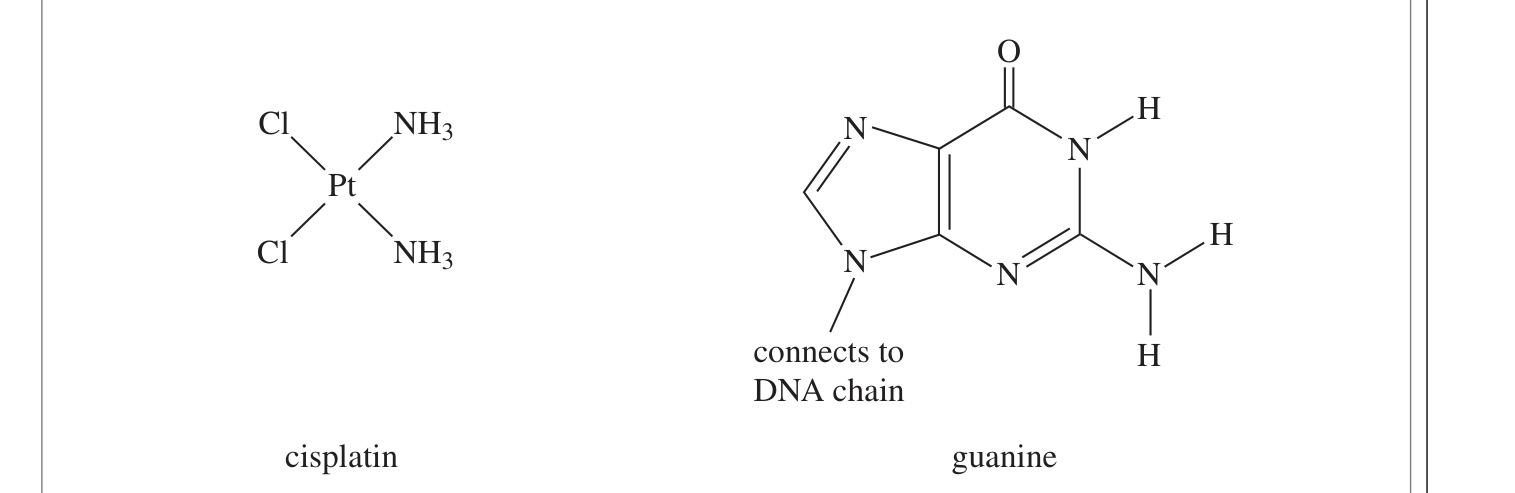 Cl NH₃
Pt
Cl NH₃
O
N H
N
N N H
N
connects to H
DNA chain
cisplatin guanine